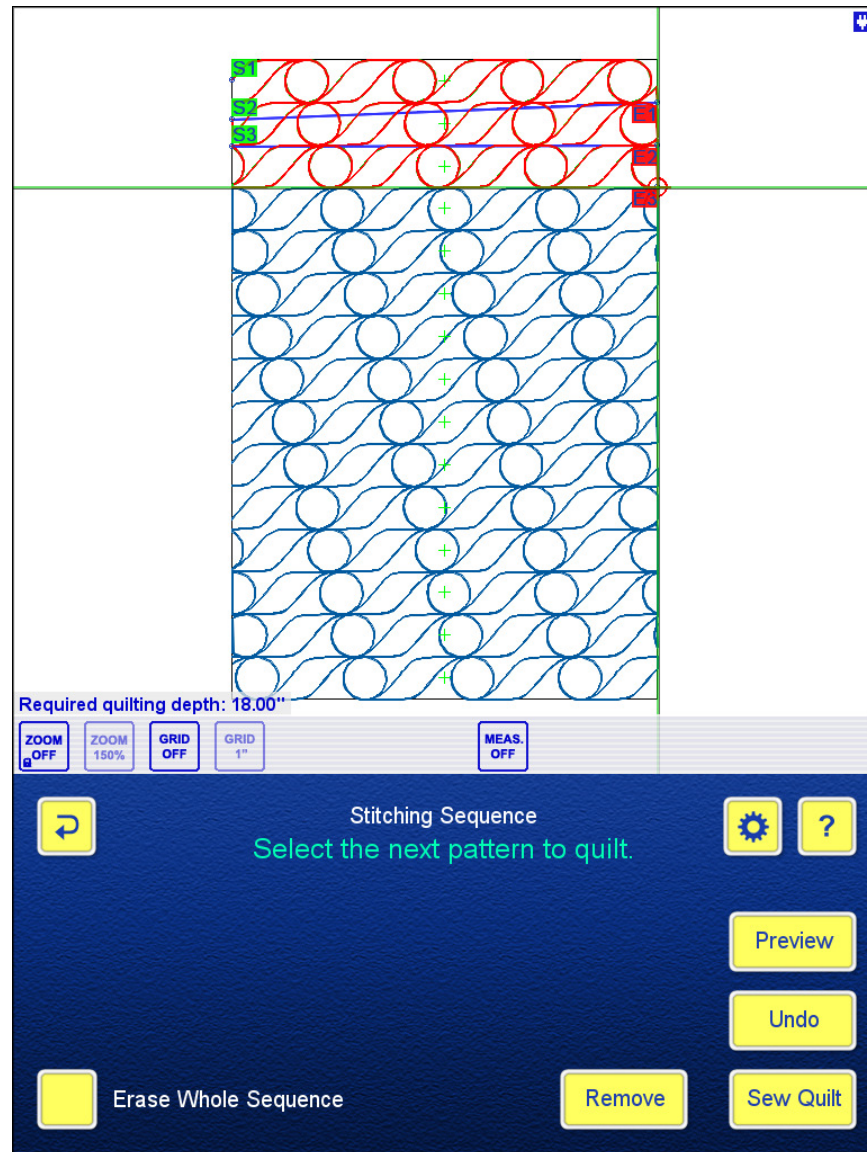 S1
S2
E1
S3
E2
E3
Required quilting depth: 18.00"
ZOOM OFF
ZOOM 150%
GRID OFF
GRID 1"
MEAS. OFF
Stitching Sequence
?
Select the next pattern to quilt.
Preview
Undo
Erase Whole Sequence
Remove
Sew Quilt